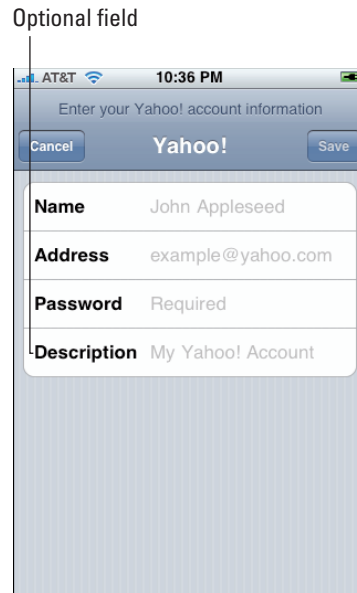 Optional field
AT&T 10:36 PM
Enter your Yahoo! account information
Cancel Yahoo! Save
Name John Appleseed
Address example@yahoo.com
Password Required
Description My Yahoo! Account